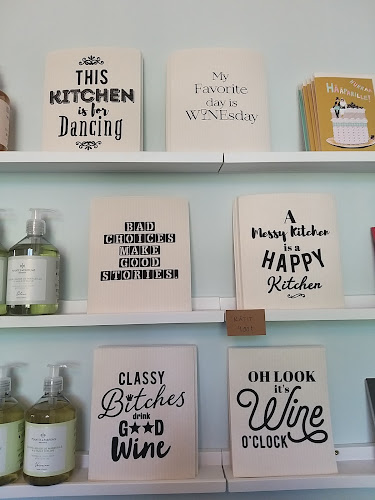 THIS
KITCHEN
is for
Dancing
My
Favorite
day is
WINEsday
BAD
CHOICES
MAKE
GOOD
STORIES!
A
Messy Kitchen
is a
HAPPY
Kitchen
CLASSY
Bitches
drink
G★★D
Wine
OH LOOK
it's
Wine
O'CLOCK